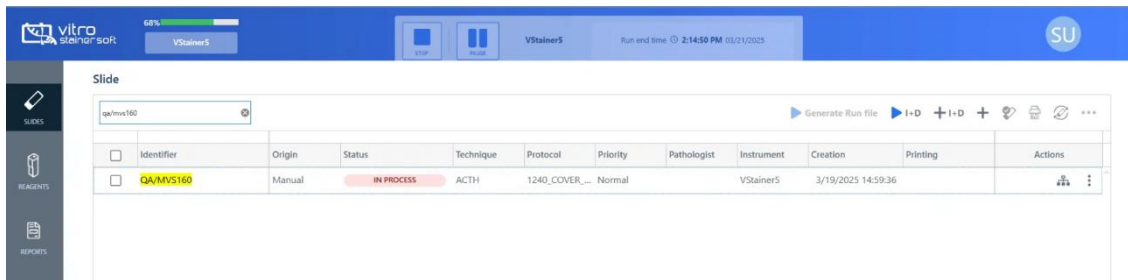 vitro
stainer soft
68%
VStainer5
STOP
PAUSE
VStainer5
Run end time 2:14:50 PM 03/21/2025
SU
SLIDES
REAGENTS
REPORTS
Slide
qa/mvs160
Generate Run file I+D I+D
Identifier Origin Status Technique Protocol Priority Pathologist Instrument Creation Printing Actions
QA/MVS160 Manual IN PROCESS ACTH 1240_COVER_... Normal VStainer5 3/19/2025 14:59:36